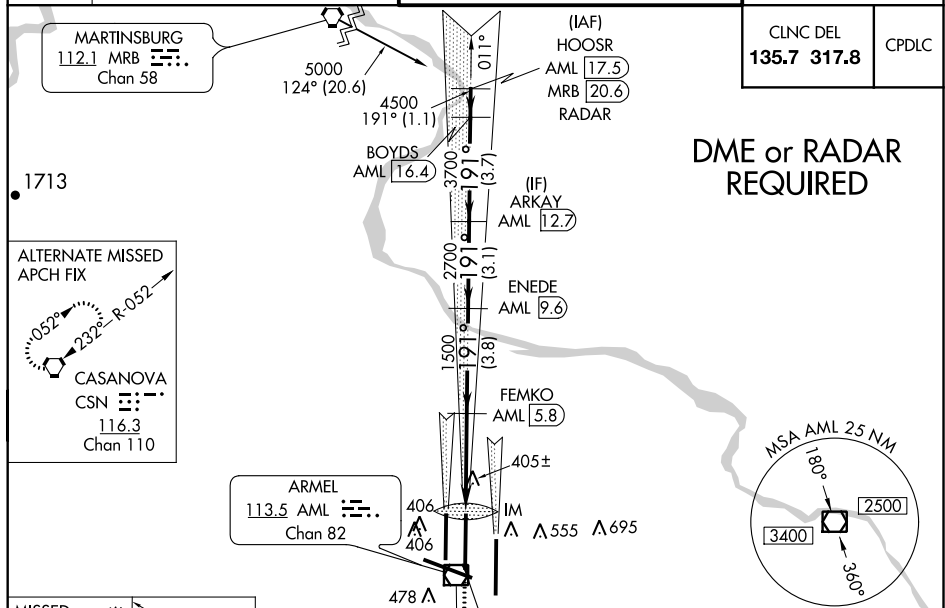 MARTINSBURG
112.1 MRB
Chan 58
5000
124° (20.6)
011°
(IAF)
HOOSR
AML 17.5
MRB 20.6
RADAR
CLNC DEL
135.7 317.8
CPDLC
4500
191° (1.1)
BOYDS
AML 16.4
3700
191°
(3.7)
DME or RADAR
REQUIRED
1713
(IF)
ARKAY
AML 12.7
ALTERNATE MISSED
APCH FIX
052°
232°
R-052
CASANOVA
CSN
116.3
Chan 110
2700
191°
(3.1)
ENEDE
AML 9.6
1500
191°
(3.8)
FEMKO
AML 5.8
405±
ARMEL
113.5 AML
Chan 82
406
406
IM
555
695
478
MSA AML 25 NM
180°
2500
3400
360°
MISSED